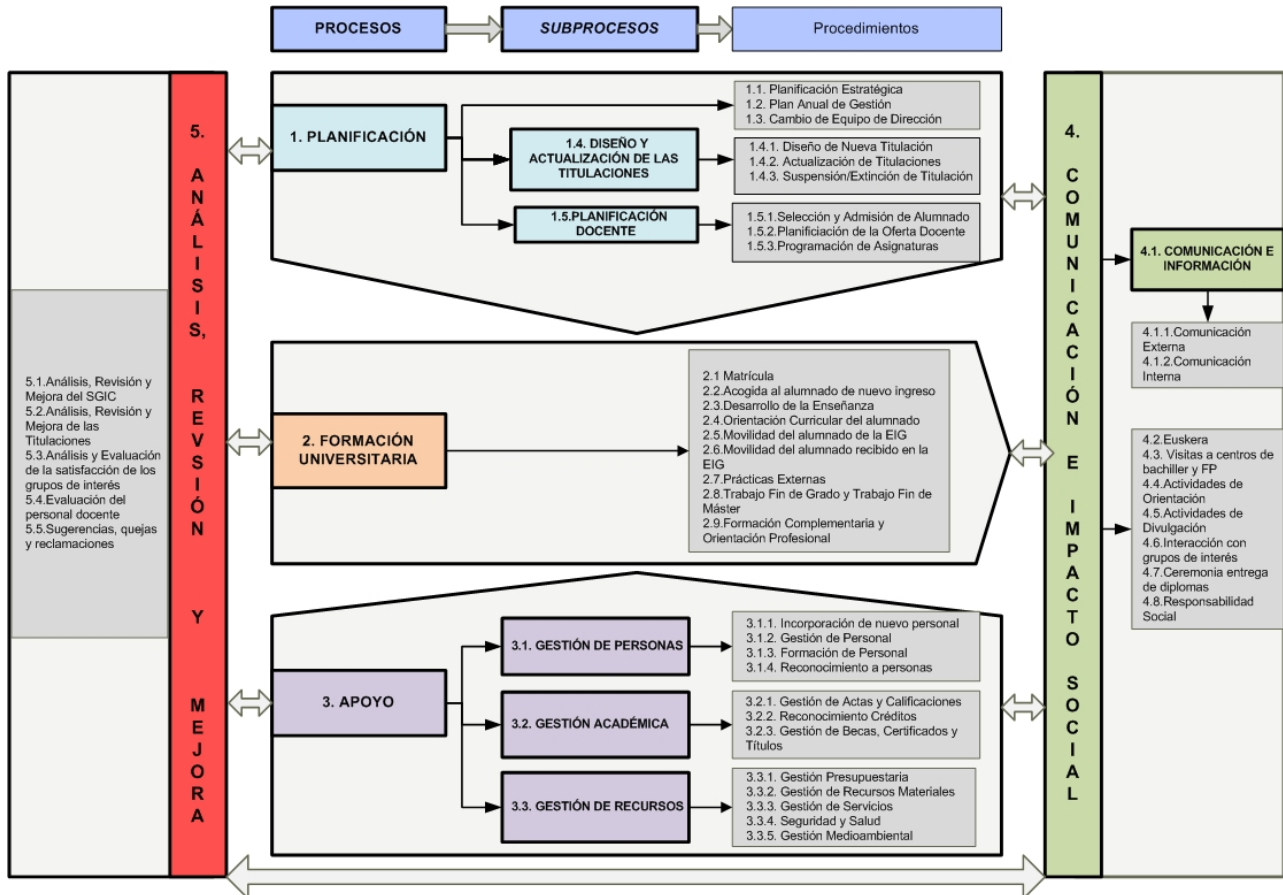 PROCESOS
SUBPROCESOS
Procedimientos
5. ANÁLISIS, REVSIÓN Y MEJORA
5.1.Análisis, Revisión y
Mejora del SGIC
5.2.Análisis, Revisión y
Mejora de las
Titulaciones
5.3.Análisis y Evaluación
de la satisfacción de los
grupos de interés
5.4.Evaluación del
personal docente
5.5.Sugerencias, quejas
y reclamaciones
1. PLANIFICACIÓN
1.1. Planificación Estratégica
1.2. Plan Anual de Gestión
1.3. Cambio de Equipo de Dirección
1.4. DISEÑO Y
ACTUALIZACIÓN DE LAS
TITULACIONES
1.4.1. Diseño de Nueva Titulación
1.4.2. Actualización de Titulaciones
1.4.3. Suspensión/Extinción de Titulación
1.5.PLANIFICACIÓN
DOCENTE
1.5.1.Selección y Admisión de Alumnado
1.5.2.Planificiación de la Oferta Docente
1.5.3.Programación de Asignaturas
2. FORMACIÓN
UNIVERSITARIA
2.1 Matrícula
2.2.Acogida al alumnado de nuevo ingreso
2.3.Desarrollo de la Enseñanza
2.4.Orientación Curricular del alumnado
2.5.Movilidad del alumnado de la EIG
2.6.Movilidad del alumnado recibido en la
EIG
2.7.Prácticas Externas
2.8.Trabajo Fin de Grado y Trabajo Fin de
Máster
2.9.Formación Complementaria y
Orientación Profesional
3. APOYO
3.1. GESTIÓN DE PERSONAS
3.1.1. Incorporación de nuevo personal
3.1.2. Gestión de Personal
3.1.3. Formación de Personal
3.1.4. Reconocimiento a personas
3.2. GESTIÓN ACADÉMICA
3.2.1. Gestión de Actas y Calificaciones
3.2.2. Reconocimiento Créditos
3.2.3. Gestión de Becas, Certificados y
Títulos
3.3. GESTIÓN DE RECURSOS
3.3.1. Gestión Presupuestaria
3.3.2. Gestión de Recursos Materiales
3.3.3. Gestión de Servicios
3.3.4. Seguridad y Salud
3.3.5. Gestión Medioambiental
4. COMUNICACIÓN E IMPACTO SOCIAL
4.1. COMUNICACIÓN E
INFORMACIÓN
4.1.1.Comunicación
Externa
4.1.2.Comunicación
Interna
4.2.Euskera
4.3. Visitas a centros de
bachiller y FP
4.4.Actividades de
Orientación
4.5.Actividades de
Divulgación
4.6.Interacción con
grupos de interés
4.7.Ceremonia entrega
de diplomas
4.8.Responsabilidad
Social